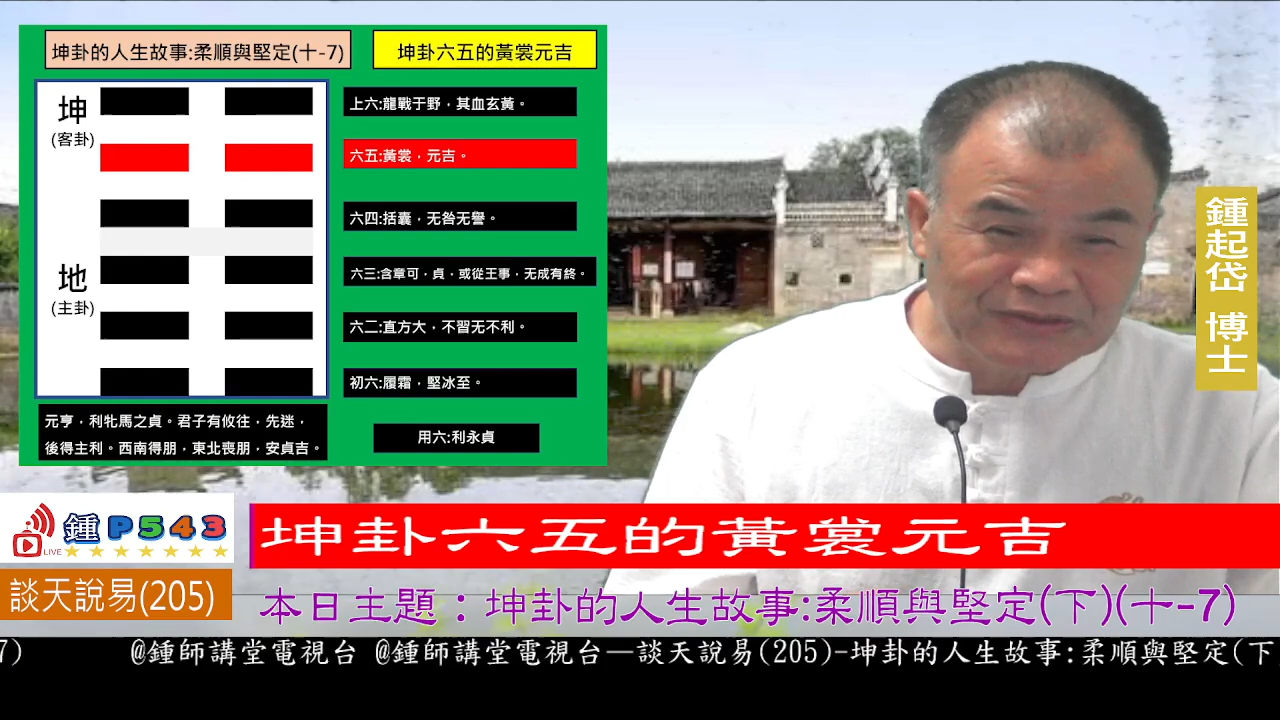 坤卦的人生故事:柔順與堅定(十-7)
坤卦六五的黃裳元吉
坤
(客卦)
地
(主卦)
上六:龍戰于野，其血玄黃。
六五:黃裳，元吉。
六四:括囊，无咎无譽。
六三:含章可，貞，或從王事，无成有終。
六二:直方大，不習无不利。
初六:履霜，堅冰至。
用六:利永貞
元亨，利牝馬之貞。君子有攸往，先迷，
後得主利。西南得朋，東北喪朋，安貞吉。
鍾起岱 博士
鍾P543
LIVE
坤卦六五的黃裳元吉
談天說易(205)
本日主題：坤卦的人生故事:柔順與堅定(下)(十-7)
7) @鍾師講堂電視台 @鍾師講堂電視台—談天說易(205)-坤卦的人生故事:柔順與堅定(下